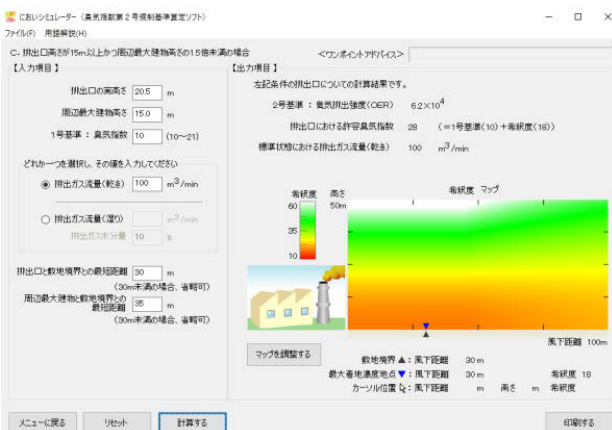 においシミュレーター(臭気指数第2号規制基準算定ソフト)
ファイル(F) 用語解説(H)
C- 排出口高さが15m以上かつ周辺最大建物高さの1.5倍未満の場合
<ワンポイントアドバイス>
【入力項目】
排出口の実高さ 20.5 m
周辺最大建物高さ 15.0 m
1号基準 : 臭気指数 10 (10~21)
どれか一つを選択し、その値を入力してください
排出ガス流量(乾き) 100 m³/min
排出ガス流量(湿り) m³/min
排出ガス水分量 10 %
排出口と敷地境界との最短距離 30 m
(30m未満の場合、省略可)
周辺最大建物と敷地境界との
最短距離 35 m
(30m未満の場合、省略可)
【出力項目】
左記条件の排出口についての計算結果です。
2号基準 : 臭気排出強度(OER) 6.2×10⁴
排出口における許容臭気指数 28 (=1号基準(10)+希釈度(18))
標準状態における排出ガス流量(乾き) 100 m³/min
希釈度 高さ 希釈度 マップ
60 50m
35
10
風下距離 100m
マップを調整する
敷地境界 ▲: 風下距離 30 m
最大着地濃度地点 ▼: 風下距離 30 m 希釈度 18
カーソル位置 : 風下距離 m 高さ m 希釈度
メニューに戻る リセット 計算する 印刷する